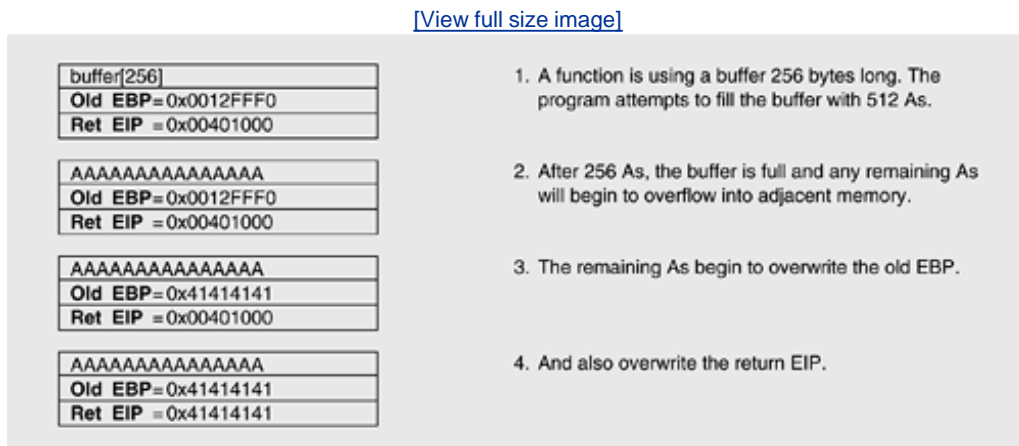 [View full size image]
buffer[256]
Old EBP=0x0012FFF0
Ret EIP =0x00401000
1. A function is using a buffer 256 bytes long. The
program attempts to fill the buffer with 512 As.
AAAAAAAAAAAAAAA
Old EBP=0x0012FFF0
Ret EIP =0x00401000
2. After 256 As, the buffer is full and any remaining As
will begin to overflow into adjacent memory.
AAAAAAAAAAAAAAA
Old EBP=0x41414141
Ret EIP =0x00401000
3. The remaining As begin to overwrite the old EBP.
AAAAAAAAAAAAAAA
Old EBP=0x41414141
Ret EIP =0x41414141
4. And also overwrite the return EIP.